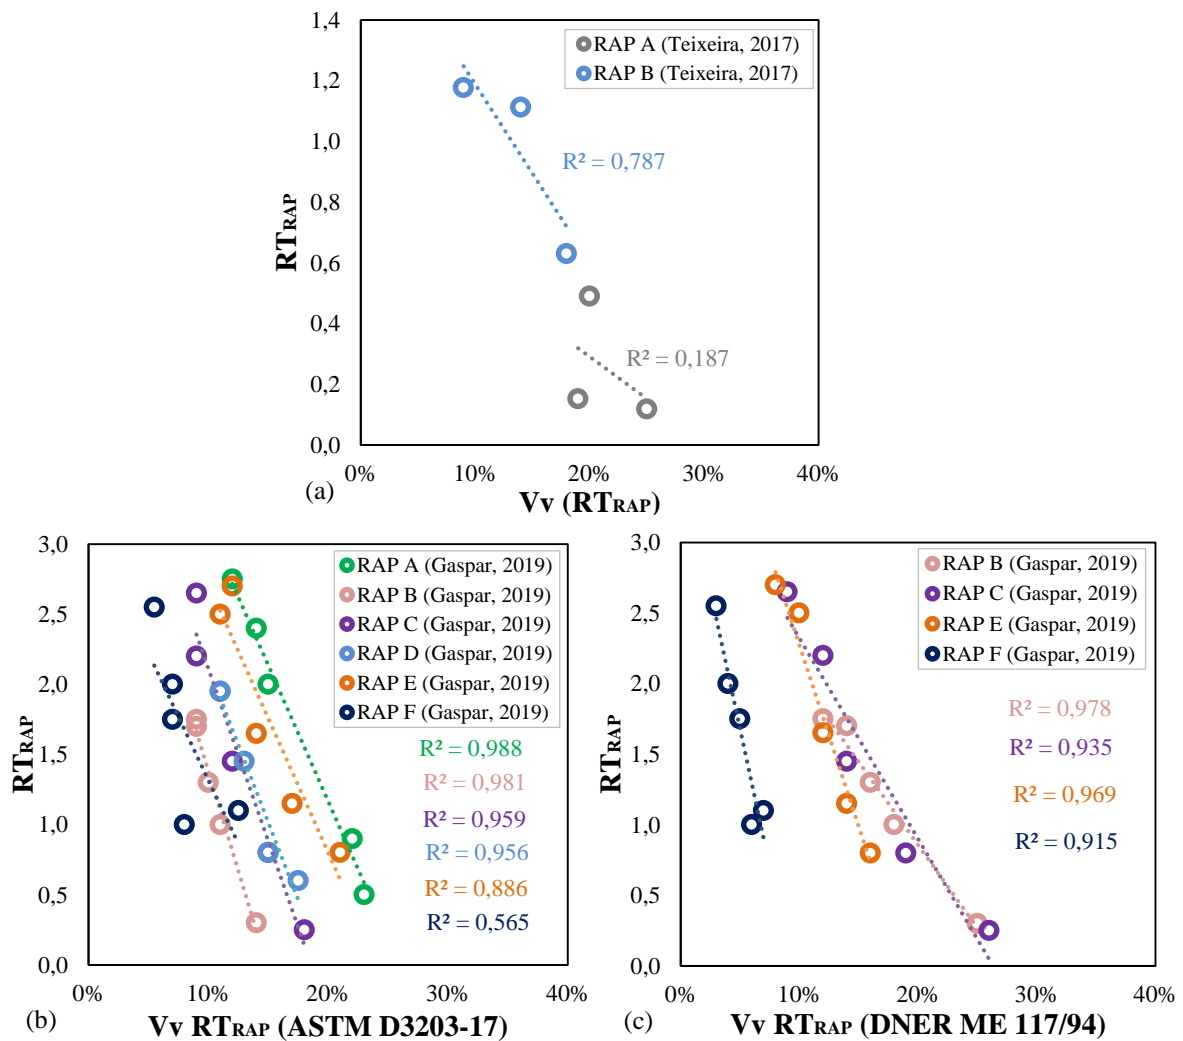 1,4
1,2
1,0
0,8
0,6
0,4
0,2
0,0
RTRAP
RAP A (Teixeira, 2017)
RAP B (Teixeira, 2017)
R² = 0,787
R² = 0,187
0% 10% 20% 30% 40%
(a)
Vv (RTRAP)
3,0
2,5
2,0
1,5
1,0
0,5
0,0
RTRAP
RAP A (Gaspar, 2019)
RAP B (Gaspar, 2019)
RAP C (Gaspar, 2019)
RAP D (Gaspar, 2019)
RAP E (Gaspar, 2019)
RAP F (Gaspar, 2019)
R² = 0,988
R² = 0,981
R² = 0,959
R² = 0,956
R² = 0,886
R² = 0,565
0% 10% 20% 30% 40%
(b)
Vv RTRAP (ASTM D3203-17)
3,0
2,5
2,0
1,5
1,0
0,5
0,0
RTRAP
RAP B (Gaspar, 2019)
RAP C (Gaspar, 2019)
RAP E (Gaspar, 2019)
RAP F (Gaspar, 2019)
R² = 0,978
R² = 0,935
R² = 0,969
R² = 0,915
0% 10% 20% 30% 40%
(c)
Vv RTRAP (DNER ME 117/94)